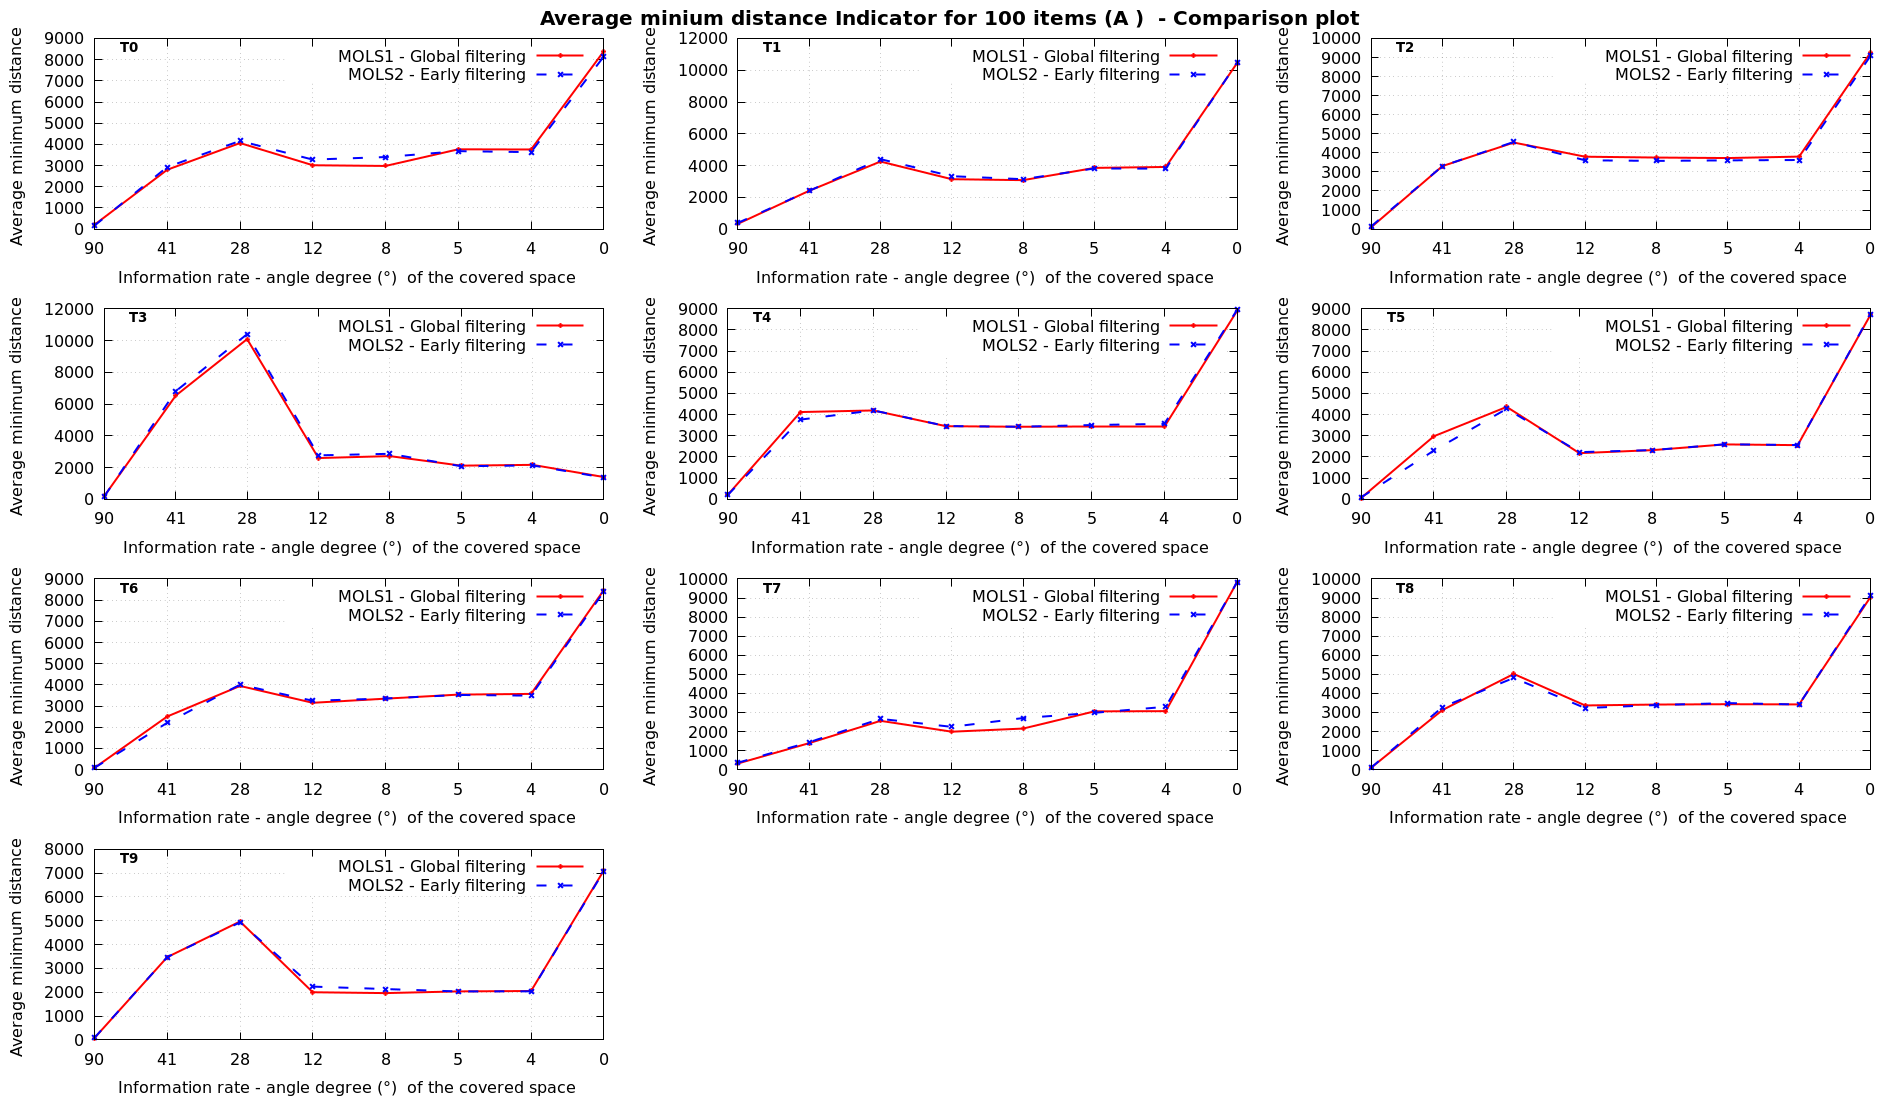 Average minium distance Indicator for 100 items (A )  - Comparison plot
T0
MOLS1 - Global filtering
MOLS2 - Early filtering
Average minimum distance
9000
8000
7000
6000
5000
4000
3000
2000
1000
0
90 41 28 12 8 5 4 0
Information rate - angle degree (°)  of the covered space
T1
MOLS1 - Global filtering
MOLS2 - Early filtering
Average minimum distance
12000
10000
8000
6000
4000
2000
0
90 41 28 12 8 5 4 0
Information rate - angle degree (°)  of the covered space
T2
MOLS1 - Global filtering
MOLS2 - Early filtering
Average minimum distance
10000
9000
8000
7000
6000
5000
4000
3000
2000
1000
0
90 41 28 12 8 5 4 0
Information rate - angle degree (°)  of the covered space
T3
MOLS1 - Global filtering
MOLS2 - Early filtering
Average minimum distance
12000
10000
8000
6000
4000
2000
0
90 41 28 12 8 5 4 0
Information rate - angle degree (°)  of the covered space
T4
MOLS1 - Global filtering
MOLS2 - Early filtering
Average minimum distance
9000
8000
7000
6000
5000
4000
3000
2000
1000
0
90 41 28 12 8 5 4 0
Information rate - angle degree (°)  of the covered space
T5
MOLS1 - Global filtering
MOLS2 - Early filtering
Average minimum distance
9000
8000
7000
6000
5000
4000
3000
2000
1000
0
90 41 28 12 8 5 4 0
Information rate - angle degree (°)  of the covered space
T6
MOLS1 - Global filtering
MOLS2 - Early filtering
Average minimum distance
9000
8000
7000
6000
5000
4000
3000
2000
1000
0
90 41 28 12 8 5 4 0
Information rate - angle degree (°)  of the covered space
T7
MOLS1 - Global filtering
MOLS2 - Early filtering
Average minimum distance
10000
9000
8000
7000
6000
5000
4000
3000
2000
1000
0
90 41 28 12 8 5 4 0
Information rate - angle degree (°)  of the covered space
T8
MOLS1 - Global filtering
MOLS2 - Early filtering
Average minimum distance
10000
9000
8000
7000
6000
5000
4000
3000
2000
1000
0
90 41 28 12 8 5 4 0
Information rate - angle degree (°)  of the covered space
T9
MOLS1 - Global filtering
MOLS2 - Early filtering
Average minimum distance
8000
7000
6000
5000
4000
3000
2000
1000
0
90 41 28 12 8 5 4 0
Information rate - angle degree (°)  of the covered space